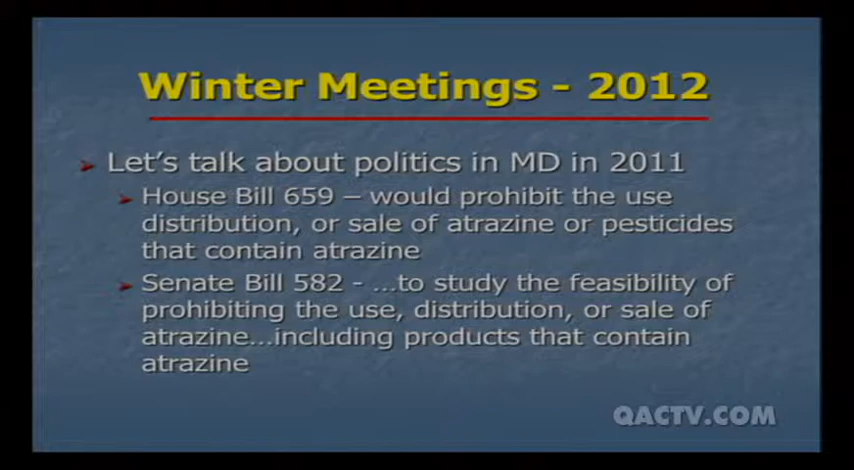 Winter Meetings - 2012
Let's talk about politics in MD in 2011
House Bill 659 – would prohibit the use
distribution, or sale of atrazine or pesticides
that contain atrazine
Senate Bill 582 - ...to study the feasibility of
prohibiting the use, distribution, or sale of
atrazine...including products that contain
atrazine
QACTV.COM